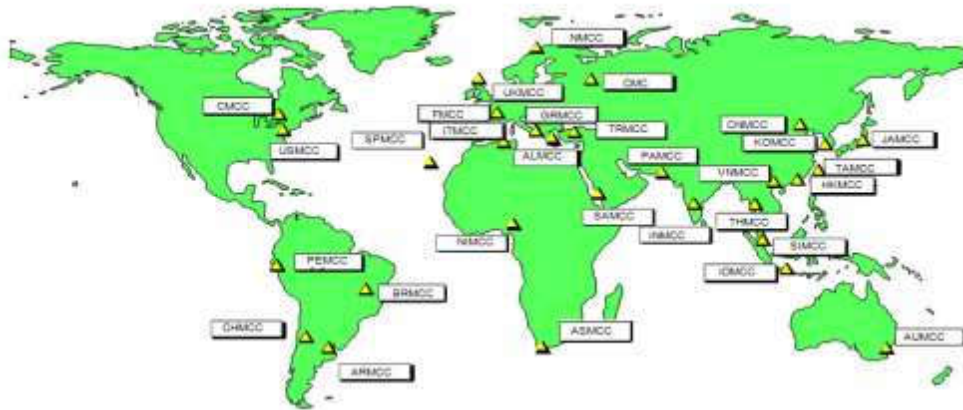 NMCC
CMC
UKMCC
CMCC
FMCC
GRMCC
CNMCC
SPMCC
ITMCC
TRMCC
KOMCC
JAMCC
USMCC
ALMCC
PAMCC
VNMCC
TAMCC
HKMCC
SAMCC
THMCC
NIMCC
INMCC
SIMCC
PEMCC
IDMCC
BRMCC
CHMCC
ASMCC
AUMCC
ARMCC